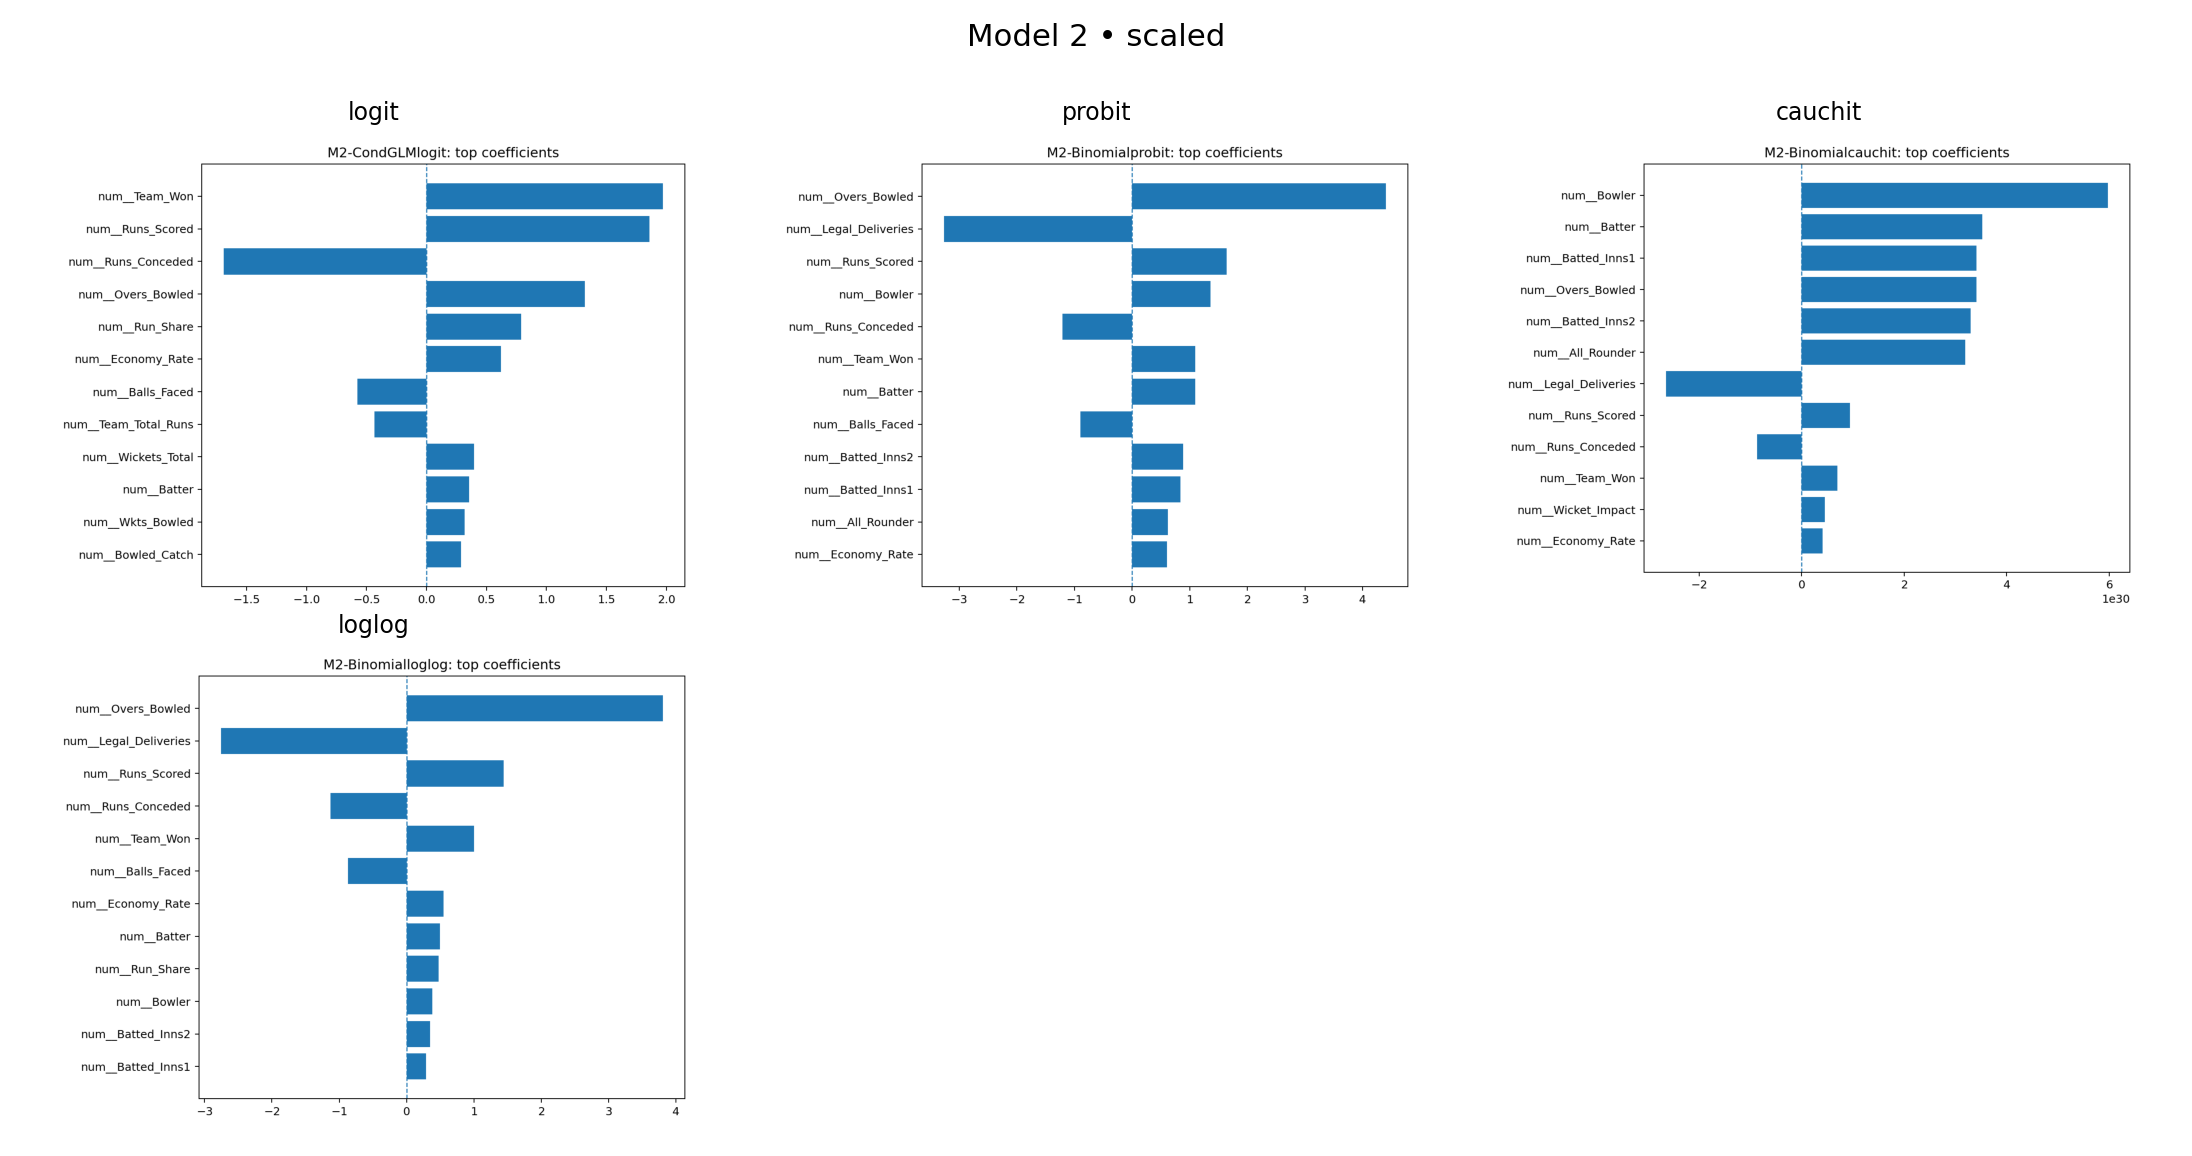 Model 2 • scaled
logit
M2-CondGLMlogit: top coefficients
num__Team_Won
num__Runs_Scored
num__Runs_Conceded
num__Overs_Bowled
num__Run_Share
num__Economy_Rate
num__Balls_Faced
num__Team_Total_Runs
num__Wickets_Total
num__Batter
num__Wkts_Bowled
num__Bowled_Catch
−1.5 −1.0 −0.5 0.0 0.5 1.0 1.5 2.0
probit
M2-Binomialprobit: top coefficients
num__Overs_Bowled
num__Legal_Deliveries
num__Runs_Scored
num__Bowler
num__Runs_Conceded
num__Team_Won
num__Batter
num__Balls_Faced
num__Batted_Inns2
num__Batted_Inns1
num__All_Rounder
num__Economy_Rate
−3 −2 −1 0 1 2 3 4
cauchit
M2-Binomialcauchit: top coefficients
num__Bowler
num__Batter
num__Batted_Inns1
num__Overs_Bowled
num__Batted_Inns2
num__All_Rounder
num__Legal_Deliveries
num__Runs_Scored
num__Runs_Conceded
num__Team_Won
num__Wicket_Impact
num__Economy_Rate
−2 0 2 4 6
1e30
loglog
M2-Binomialloglog: top coefficients
num__Overs_Bowled
num__Legal_Deliveries
num__Runs_Scored
num__Runs_Conceded
num__Team_Won
num__Balls_Faced
num__Economy_Rate
num__Batter
num__Run_Share
num__Bowler
num__Batted_Inns2
num__Batted_Inns1
−3 −2 −1 0 1 2 3 4